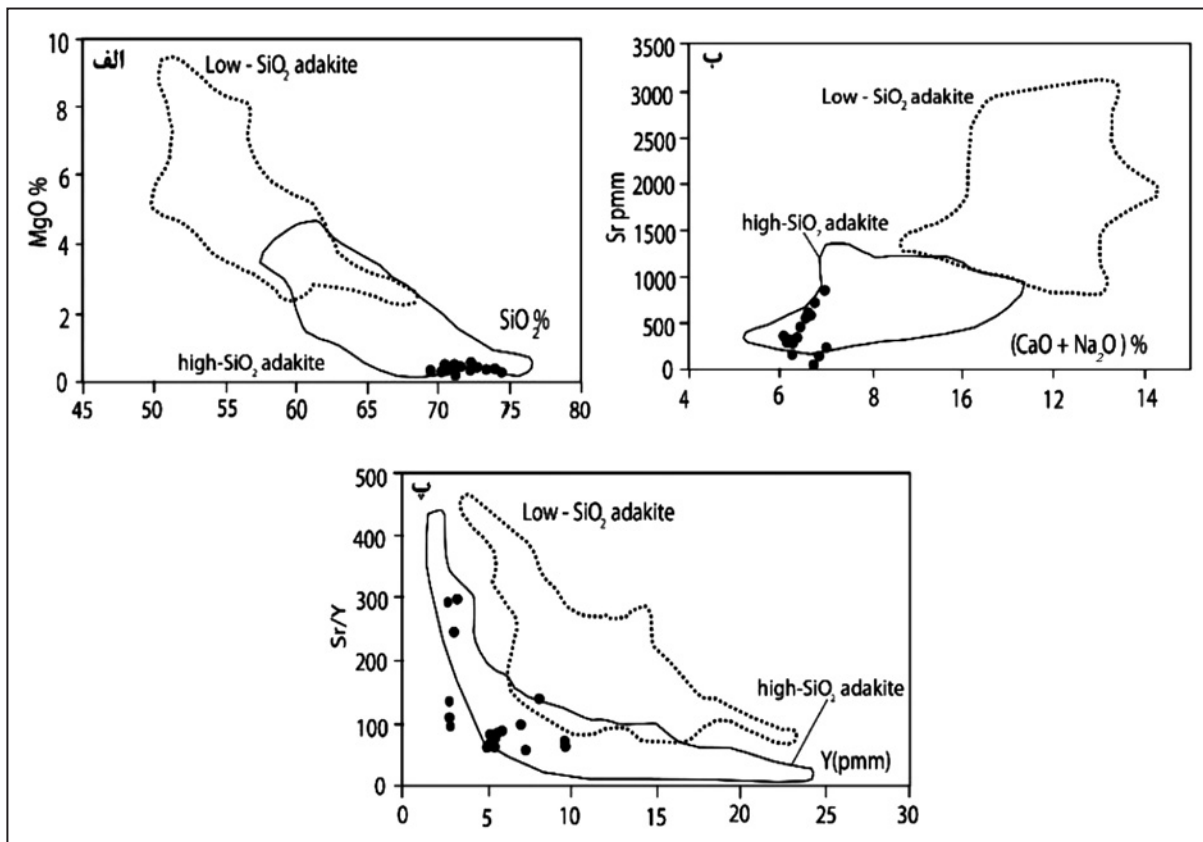 الف
10
8
6
4
2
0
MgO %
Low - SiO2 adakite
high-SiO2 adakite
SiO2%
45 50 55 60 65 70 75 80
ب
3500
3000
2500
2000
1500
1000
500
0
Sr pmm
Low - SiO2 adakite
high-SiO2 adakite
(CaO + Na2O) %
4 6 8 16 12 14
پ
500
400
300
200
100
0
Sr/Y
Low - SiO2 adakite
high-SiO2 adakite
Y(pmm)
0 5 10 15 20 25 30